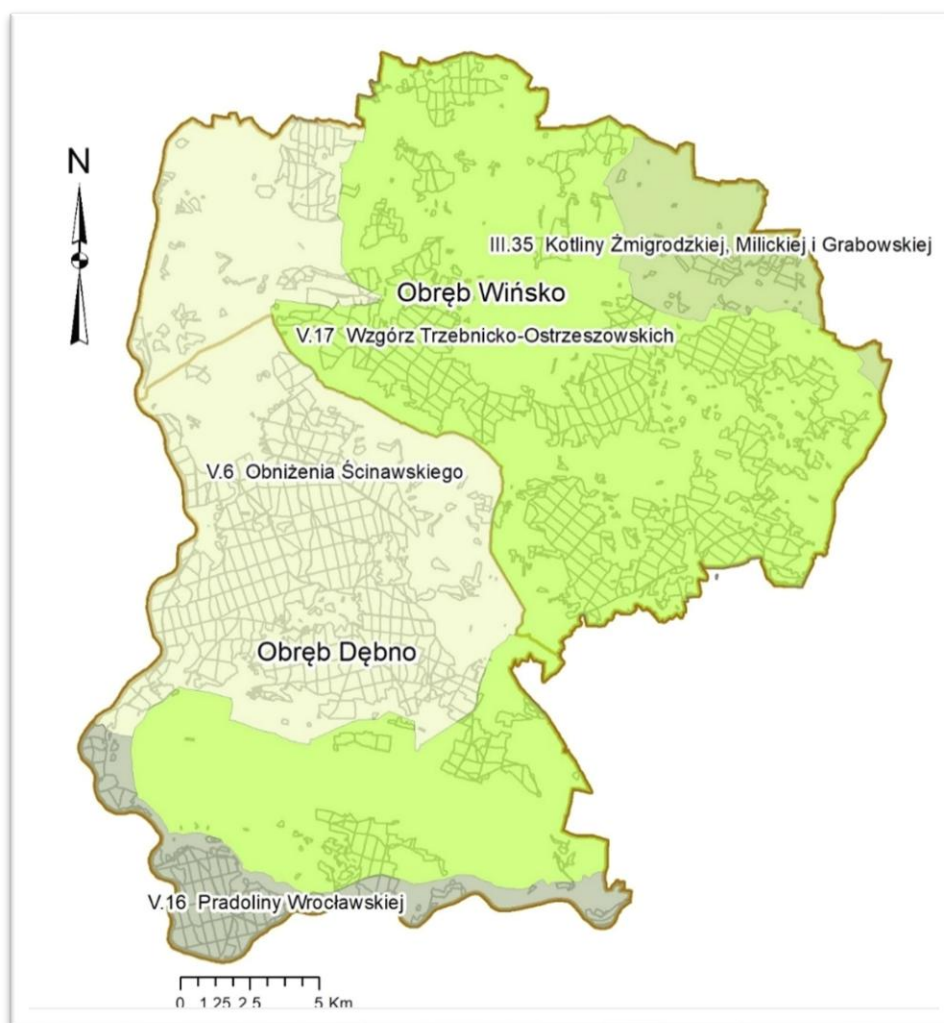 N
III.35 Kotliny Żmigrodzkiej, Milickiej i Grabowskiej
Obręb Wińsko
V.17 Wzgórz Trzebnicko-Ostrzeszowskich
V.6 Obniżenia Ścinawskiego
Obręb Dębno
V.16 Pradoliny Wrocławskiej
0 1.25 2.5 5 Km